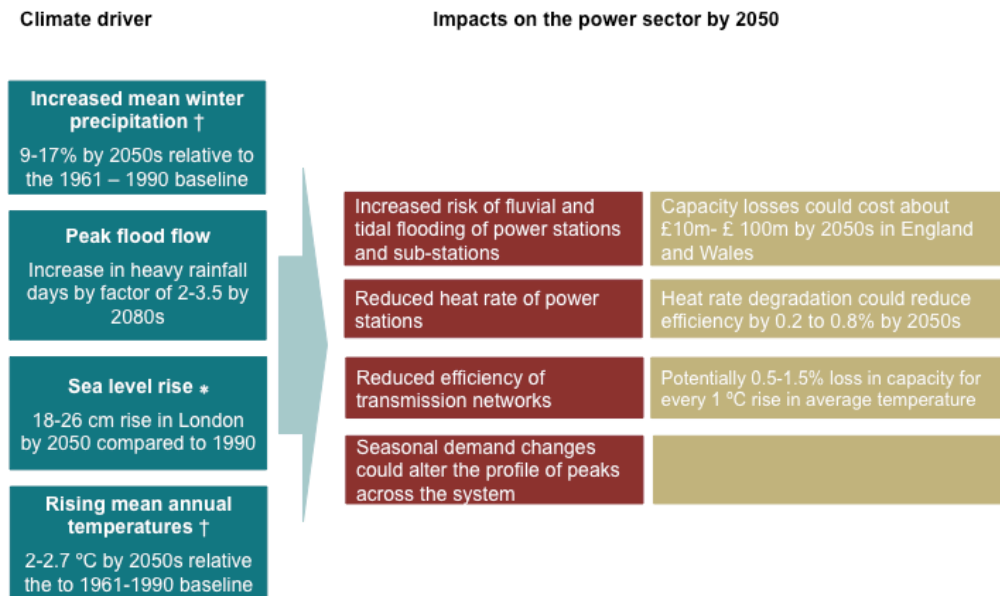 Climate driver
Impacts on the power sector by 2050
Increased mean winter
precipitation †
9-17% by 2050s relative to
the 1961 – 1990 baseline
Peak flood flow
Increase in heavy rainfall
days by factor of 2-3.5 by
2080s
Sea level rise *
18-26 cm rise in London
by 2050 compared to 1990
Rising mean annual
temperatures †
2-2.7 ºC by 2050s relative
the to 1961-1990 baseline
Increased risk of fluvial and
tidal flooding of power stations
and sub-stations
Capacity losses could cost about
£10m- £ 100m by 2050s in England
and Wales
Reduced heat rate of power
stations
Heat rate degradation could reduce
efficiency by 0.2 to 0.8% by 2050s
Reduced efficiency of
transmission networks
Potentially 0.5-1.5% loss in capacity for
every 1 ºC rise in average temperature
Seasonal demand changes
could alter the profile of peaks
across the system